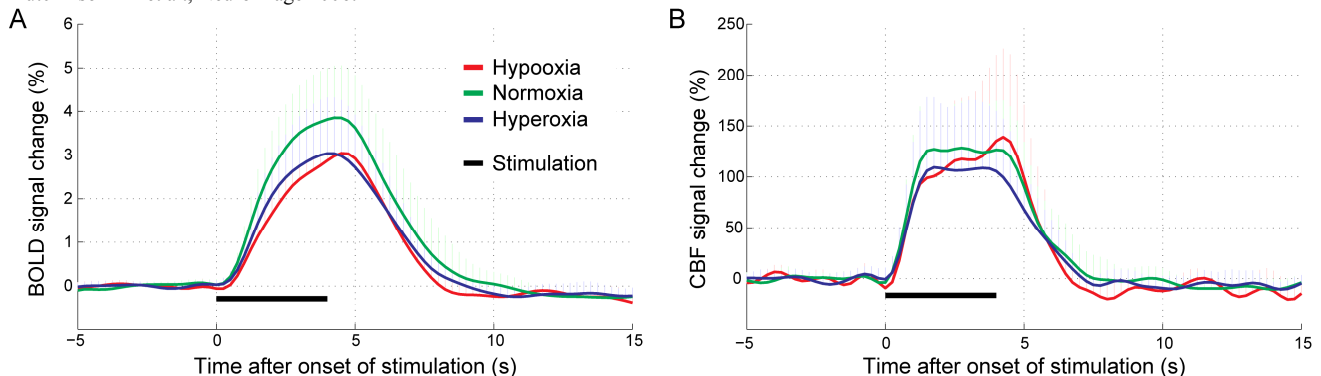 A
BOLD signal change (%)
6
5
4
3
2
1
0
−5
0
5
10
15
Time after onset of stimulation (s)
Hypooxia
Normoxia
Hyperoxia
Stimulation
B
CBF signal change (%)
250
200
150
100
50
0
−50
−5
0
5
10
15
Time after onset of stimulation (s)